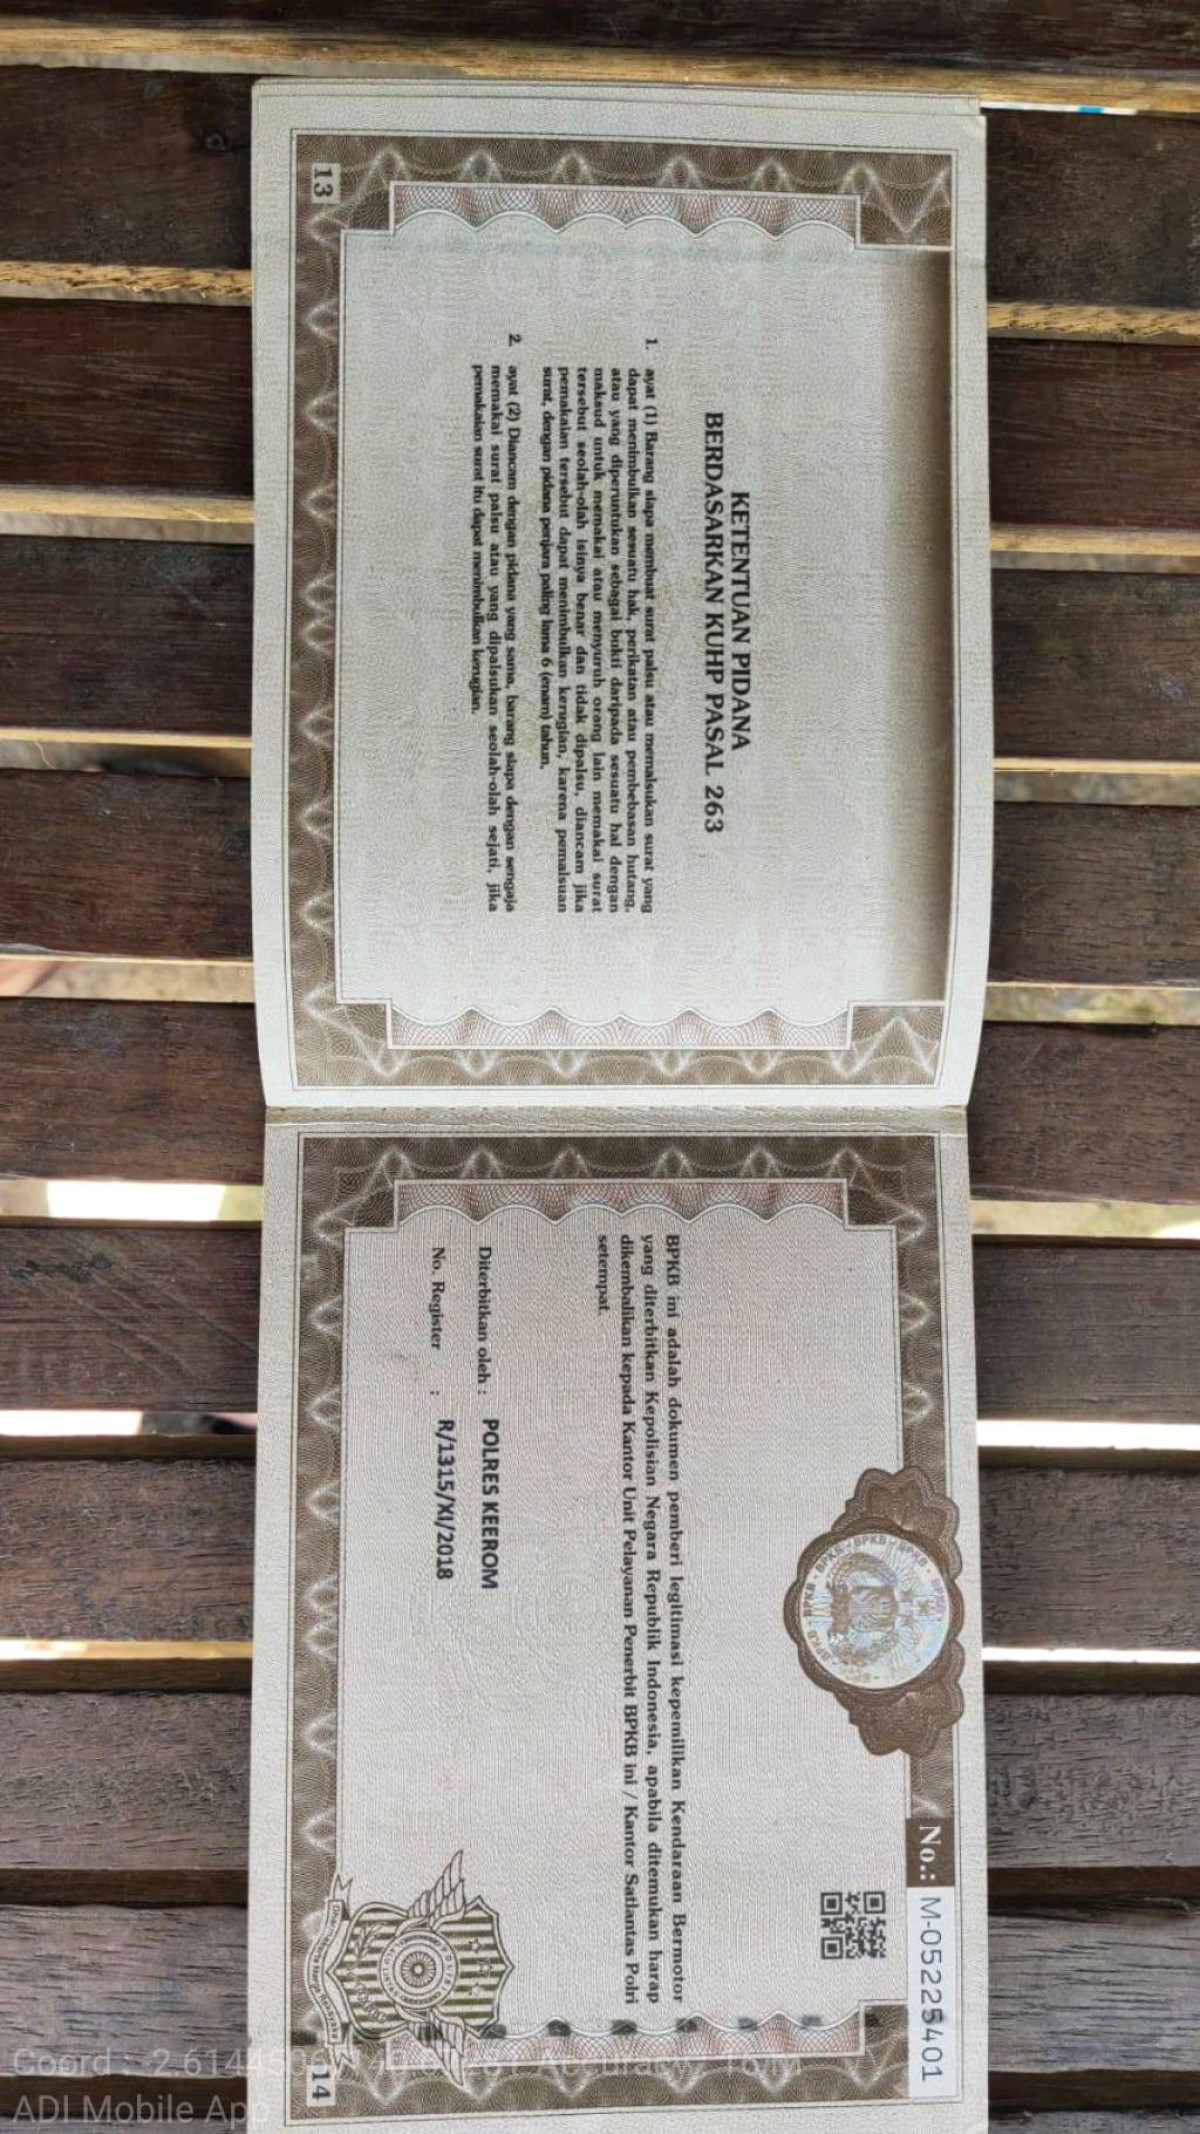 KETENTUAN PIDANA
BERDASARKAN KUHP PASAL 263
1. ayat (1) Barang siapa membuat surat palsu atau memalsukan surat yang
dapat menimbulkan sesuatu hak, perikatan atau pembebasan hutang,
atau yang diperuntukan sebagai bukti daripada sesuatu hal dengan
maksud untuk memakai atau menyuruh orang lain memakai surat
tersebut seolah-olah isinya benar dan tidak dipalsu, diancam jika
pemakaian tersebut dapat menimbulkan kerugian, karena pemalsuan
surat, dengan pidana penjara paling lama 6 (enam) tahun.
2. ayat (2) Diancam dengan pidana yang sama, barang siapa dengan sengaja
memakai surat palsu atau yang dipalsukan seolah-olah sejati, jika
pemakaian surat itu dapat menimbulkan kerugian.
13
No.: M-05225401
BPKB · BPKB · BPKB · BPKB · BPKB
BPKB ini adalah dokumen pemberi legitimasi kepemilikan Kendaraan Bermotor
yang diterbitkan Kepolisian Negara Republik Indonesia, apabila ditemukan harap
dikembalikan kepada Kantor Unit Pelayanan Penerbit BPKB ini / Kantor Satlantas Polri
setempat.
Diterbitkan oleh : POLRES KEEROM
No. Register : R/1315/XI/2018
14
Coord :
Accuracy
ADI Mobile App